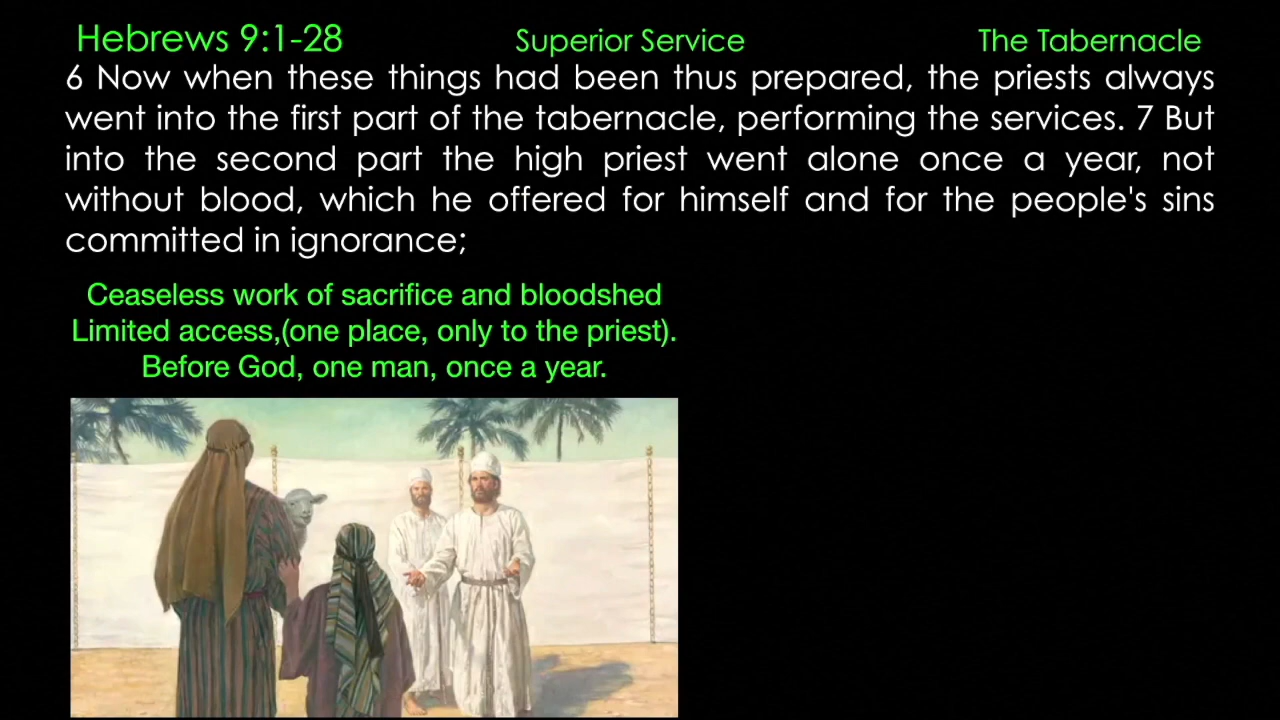 Hebrews 9:1-28 Superior Service The Tabernacle
6 Now when these things had been thus prepared, the priests always
went into the first part of the tabernacle, performing the services. 7 But
into the second part the high priest went alone once a year, not
without blood, which he offered for himself and for the people's sins
committed in ignorance;
Ceaseless work of sacrifice and bloodshed
Limited access,(one place, only to the priest).
Before God, one man, once a year.